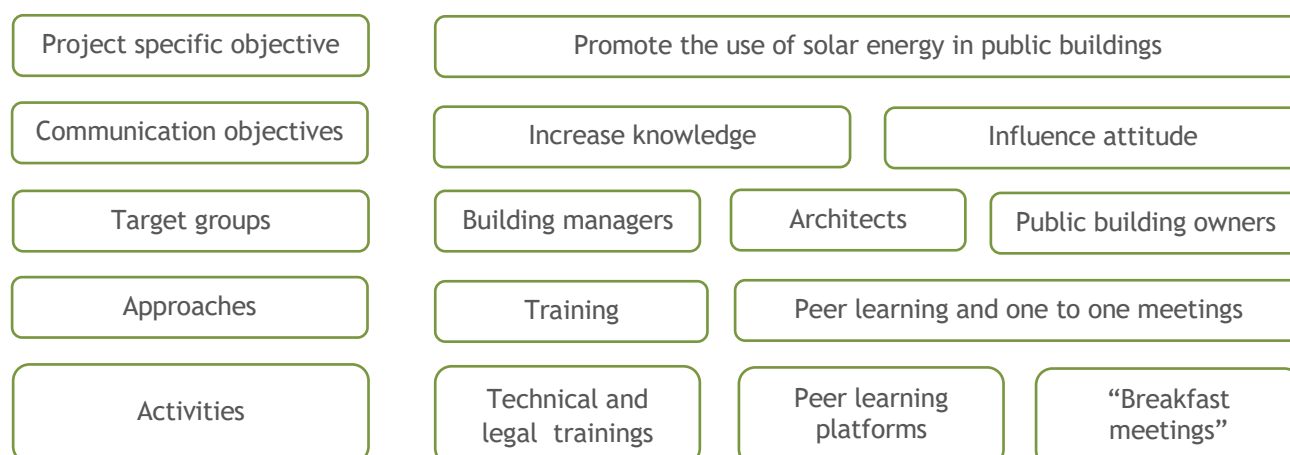 Project specific objective
Promote the use of solar energy in public buildings
Communication objectives
Increase knowledge
Influence attitude
Target groups
Building managers
Architects
Public building owners
Approaches
Training
Peer learning and one to one meetings
Activities
Technical and
legal trainings
Peer learning
platforms
“Breakfast
meetings”